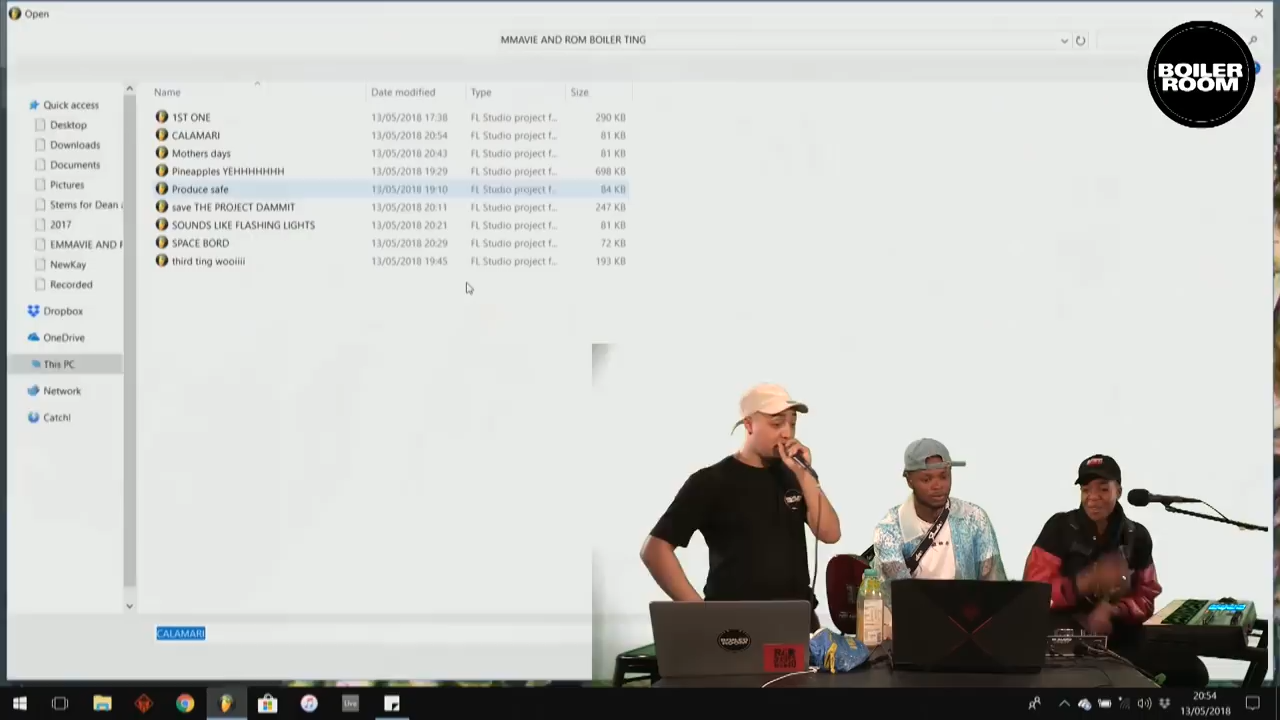 Open
MMAVIE AND ROM BOILER TING
BOILER
ROOM
Name Date modified Type Size
Quick access
Desktop
Downloads
Documents
Pictures
Stems for Dean
2017
EMMAVIE AND
NewKay
Recorded
Dropbox
OneDrive
This PC
Network
Catch!
1ST ONE 13/05/2018 17:38 FL Studio project f... 290 KB
CALAMARI 13/05/2018 20:54 FL Studio project f... 81 KB
Mothers days 13/05/2018 20:43 FL Studio project f... 81 KB
Pineapples YEHHHHHHH 13/05/2018 19:29 FL Studio project f... 698 KB
Produce safe 13/05/2018 19:10 FL Studio project f... 84 KB
save THE PROJECT DAMMIT 13/05/2018 20:11 FL Studio project f... 247 KB
SOUNDS LIKE FLASHING LIGHTS 13/05/2018 20:21 FL Studio project f... 81 KB
SPACE BORD 13/05/2018 20:29 FL Studio project f... 72 KB
third ting wooiiii 13/05/2018 19:45 FL Studio project f... 193 KB
CALAMARI
BOILER
ROOM
Live
20:54
13/05/2018